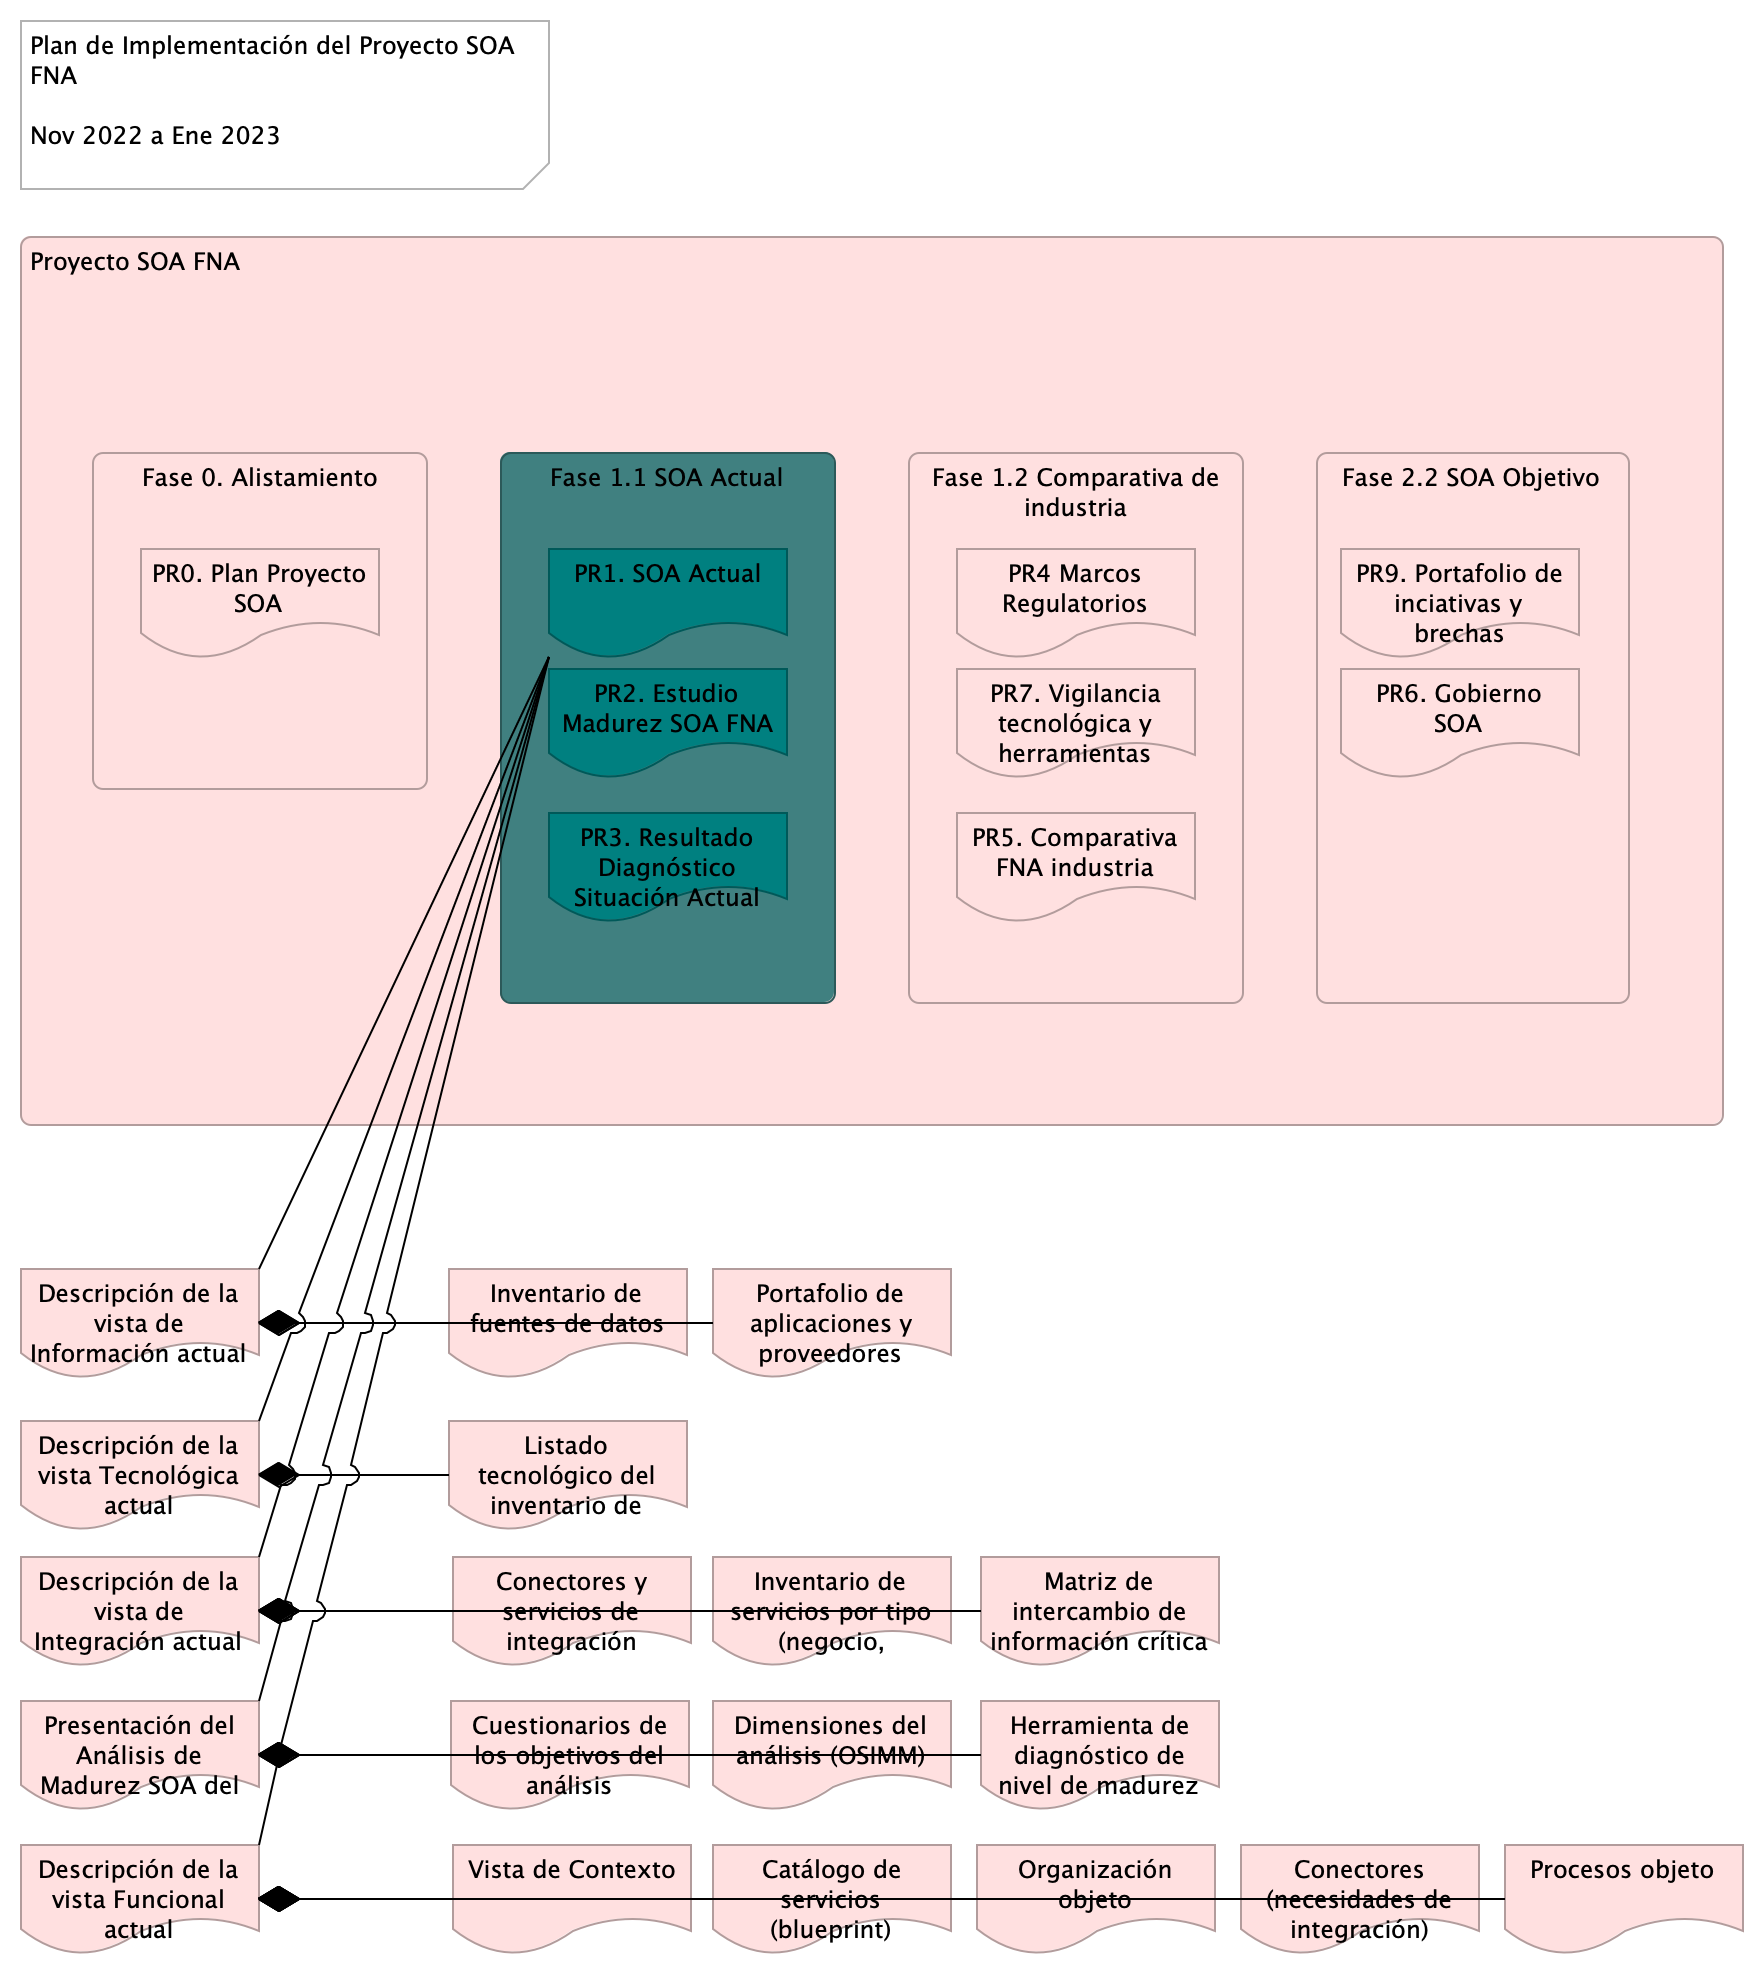 Plan de Implementación del Proyecto SOA
FNA
Nov 2022 a Ene 2023
Proyecto SOA FNA
Fase 0. Alistamiento
PR0. Plan Proyecto
SOA
Fase 1.1 SOA Actual
PR1. SOA Actual
PR2. Estudio
Madurez SOA FNA
PR3. Resultado
Diagnóstico
Situación Actual
Fase 1.2 Comparativa de
industria
PR4 Marcos
Regulatorios
PR7. Vigilancia
tecnológica y
herramientas
PR5. Comparativa
FNA industria
Fase 2.2 SOA Objetivo
PR9. Portafolio de
inciativas y
brechas
PR6. Gobierno
SOA
Descripción de la
vista de
Información actual
Inventario de
fuentes de datos
Portafolio de
aplicaciones y
proveedores
Descripción de la
vista Tecnológica
actual
Listado
tecnológico del
inventario de
Descripción de la
vista de
Integración actual
Conectores y
servicios de
integración
Inventario de
servicios por tipo
(negocio,
Matriz de
intercambio de
información crítica
Presentación del
Análisis de
Madurez SOA del
Cuestionarios de
los objetivos del
análisis
Dimensiones del
análisis (OSIMM)
Herramienta de
diagnóstico de
nivel de madurez
Descripción de la
vista Funcional
actual
Vista de Contexto
Catálogo de
servicios
(blueprint)
Organización
objeto
Conectores
(necesidades de
integración)
Procesos objeto